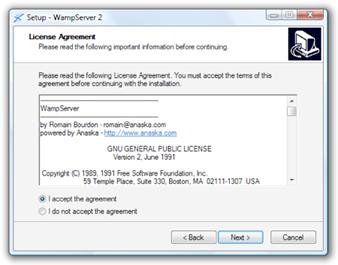 Setup - WampServer 2
License Agreement
Please read the following important information before continuing.
Please read the following License Agreement. You must accept the terms of this
agreement before continuing with the installation.
WampServer
by Romain Bourdon - romain@anaska.com
powered by Anaska - http://www.anaska.com
GNU GENERAL PUBLIC LICENSE
Version 2, June 1991
Copyright (C) 1989, 1991 Free Software Foundation, Inc.
59 Temple Place, Suite 330, Boston, MA 02111-1307 USA
I accept the agreement
I do not accept the agreement
< Back
Next >
Cancel